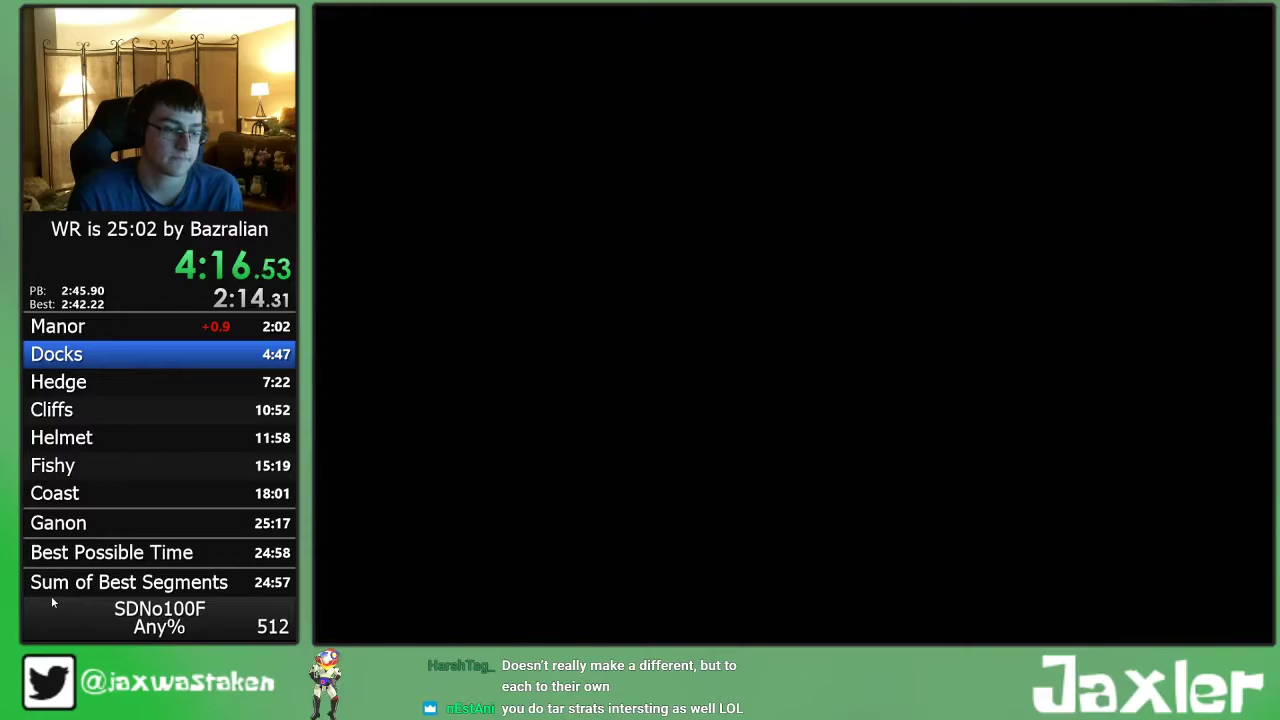 WR is 25:02 by Bazralian
4:16.53
PB: 2:45.90
Best: 2:42.22
2:14.31
Manor +0.9 2:02
Docks 4:47
Hedge 7:22
Cliffs 10:52
Helmet 11:58
Fishy 15:19
Coast 18:01
Ganon 25:17
Best Possible Time 24:58
Sum of Best Segments 24:57
SDNo100F
Any% 512
@jaxwastaken
HarshTag_ Doesn't really make a different, but to
each to their own
nEstAni you do tar strats intersting as well LOL
Jaxler